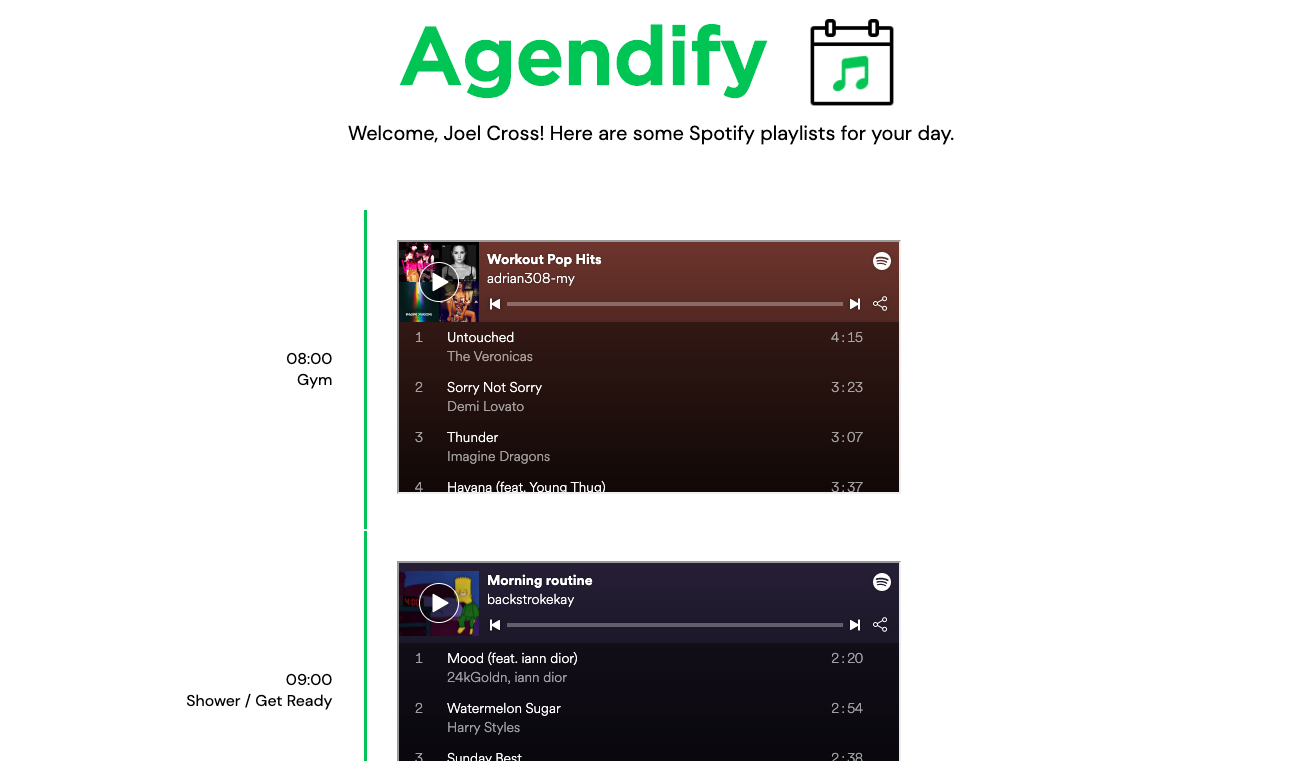 Agendify
Welcome, Joel Cross! Here are some Spotify playlists for your day.
08:00
Gym
Workout Pop Hits
adrian308-my
1 Untouched 4:15
The Veronicas
2 Sorry Not Sorry 3:23
Demi Lovato
3 Thunder 3:07
Imagine Dragons
4 Havana (feat. Young Thug) 3:37
09:00
Shower / Get Ready
Morning routine
backstrokekay
1 Mood (feat. iann dior) 2:20
24kGoldn, iann dior
2 Watermelon Sugar 2:54
Harry Styles
3 Sunday Best 2:38